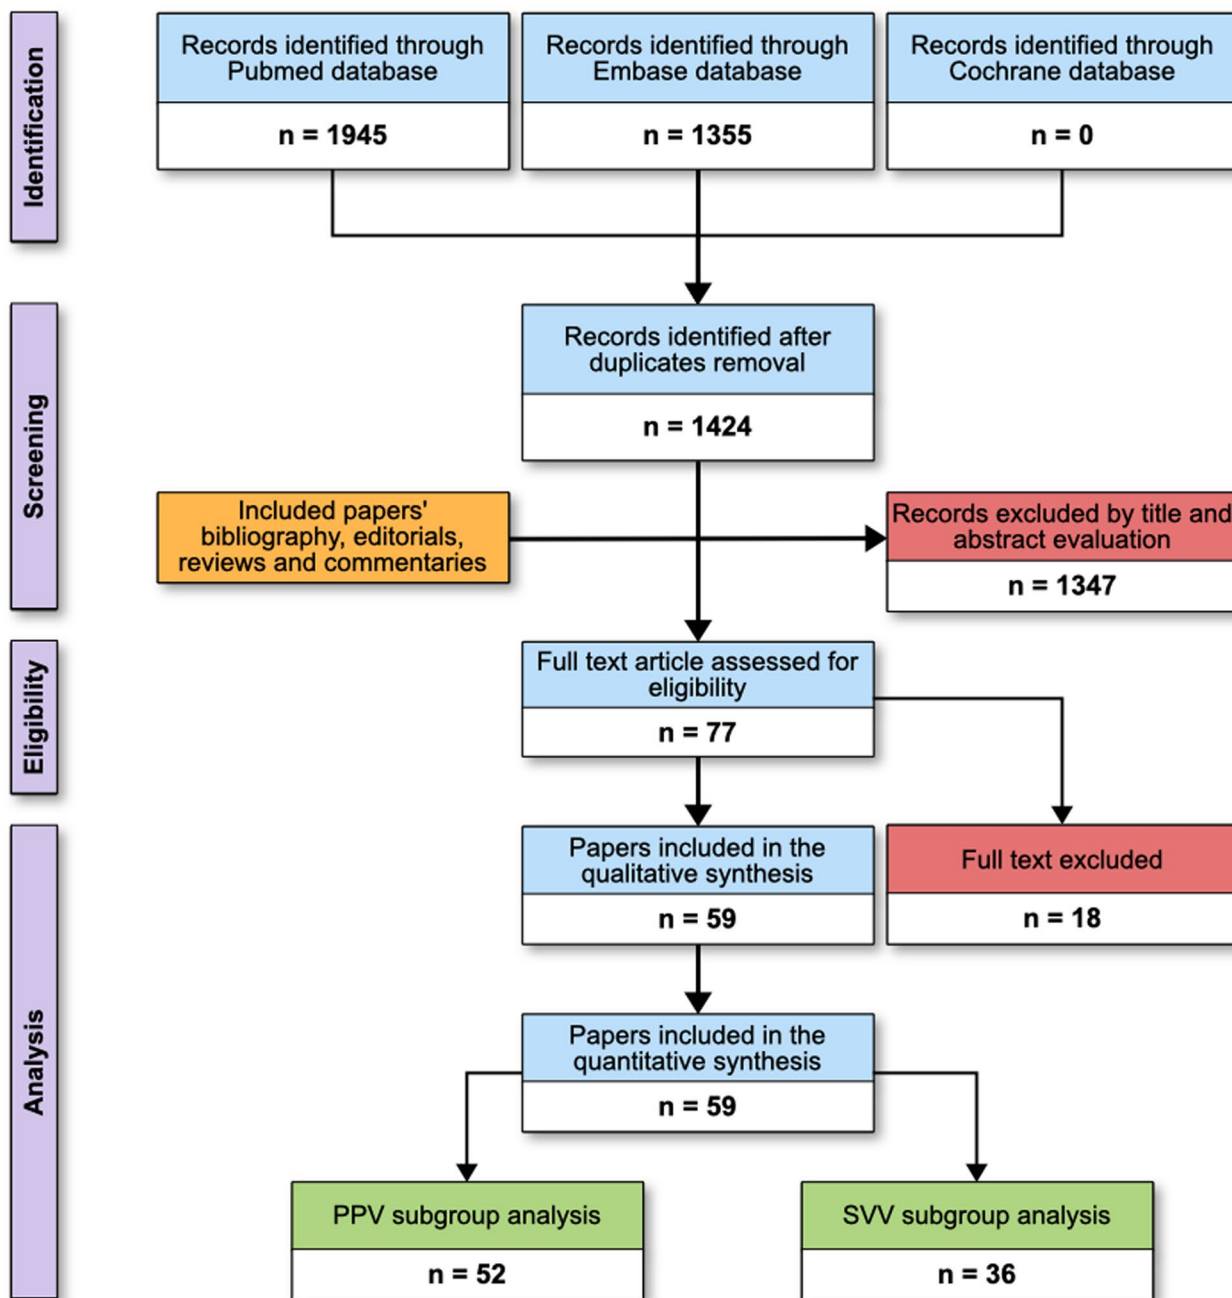 Identification
Records identified through
Pubmed database
n = 1945
Records identified through
Embase database
n = 1355
Records identified through
Cochrane database
n = 0
Screening
Records identified after
duplicates removal
n = 1424
Included papers'
bibliography, editorials,
reviews and commentaries
Records excluded by title and
abstract evaluation
n = 1347
Eligibility
Full text article assessed for
eligibility
n = 77
Analysis
Papers included in the
qualitative synthesis
n = 59
Full text excluded
n = 18
Papers included in the
quantitative synthesis
n = 59
PPV subgroup analysis
n = 52
SVV subgroup analysis
n = 36